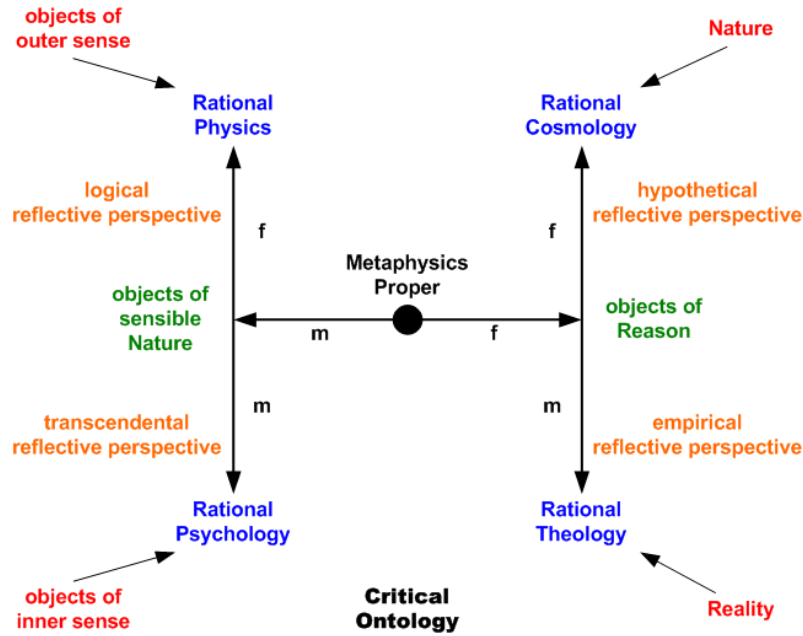 objects of
outer sense
Nature
Rational
Physics
Rational
Cosmology
logical
reflective perspective
hypothetical
reflective perspective
f
f
Metaphysics
Proper
objects of
sensible
Nature
objects of
Reason
m
f
m
m
transcendental
reflective perspective
empirical
reflective perspective
Rational
Psychology
Rational
Theology
objects of
inner sense
Critical
Ontology
Reality